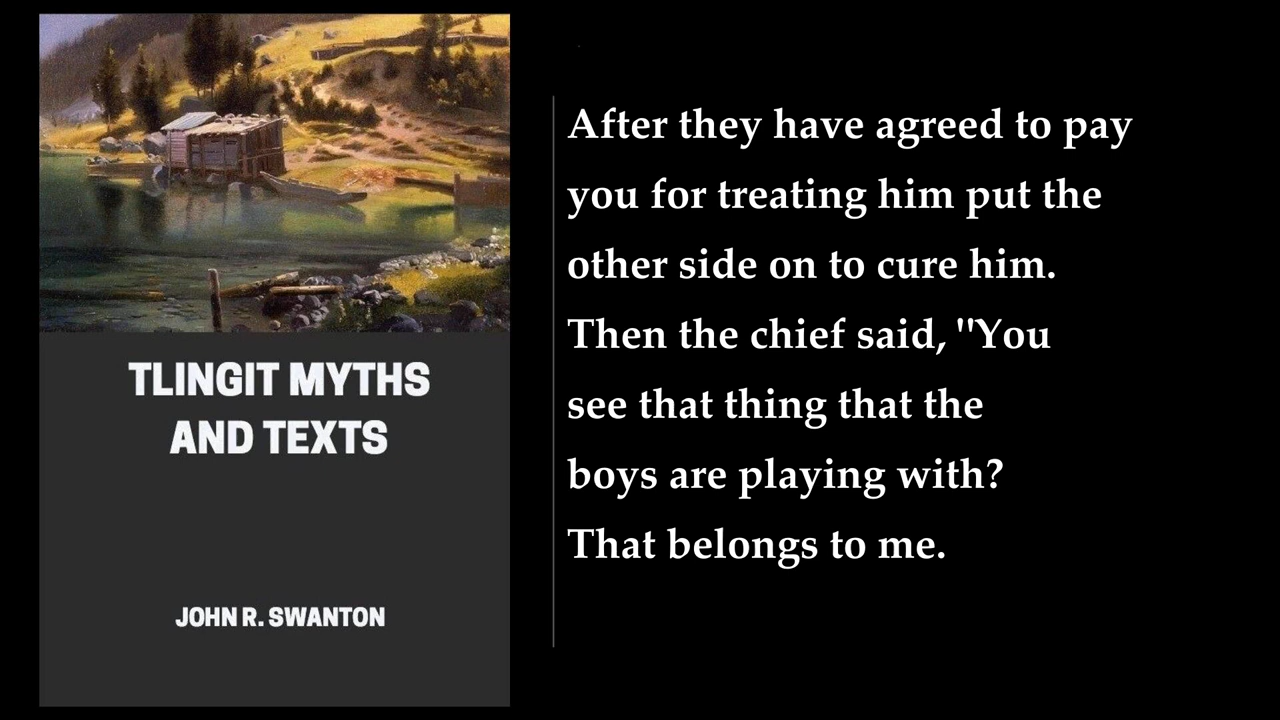 TLINGIT MYTHS
AND TEXTS
JOHN R. SWANTON
After they have agreed to pay
you for treating him put the
other side on to cure him.
Then the chief said, "You
see that thing that the
boys are playing with?
That belongs to me.